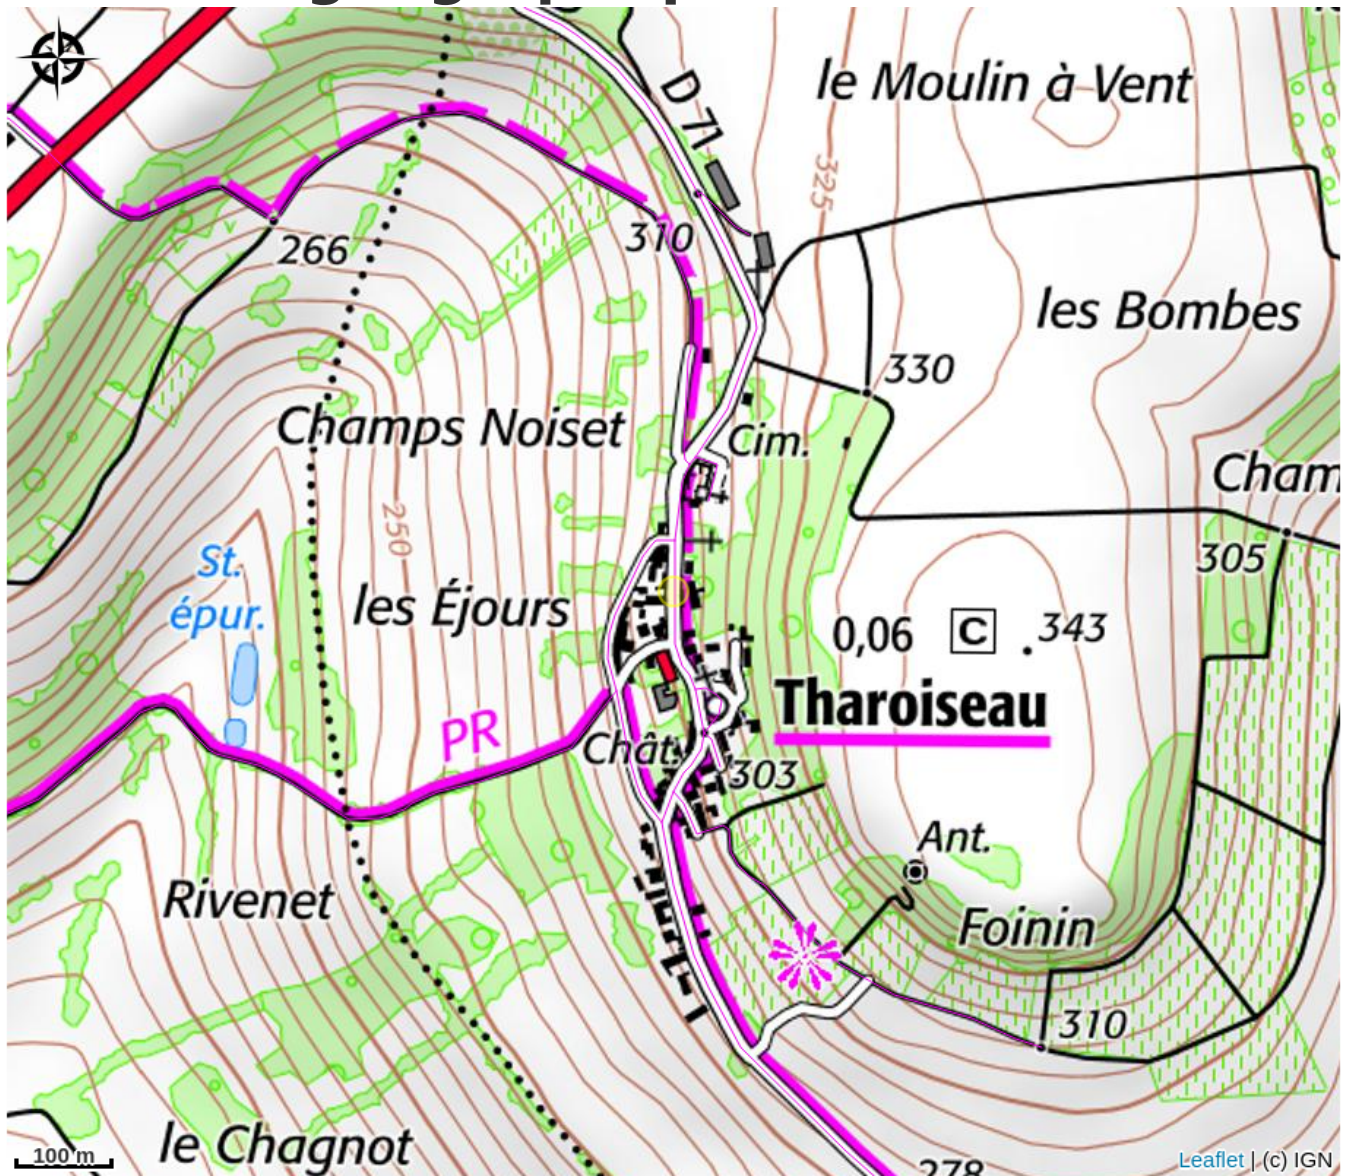 D 71
le Moulin à Vent
325
266
310
les Bombes
330
Champs Noiset
Cim.
Cham
250
St.
épur.
les Éjours
305
0,06
C
343
Tharoiseau
PR
Chât.
303
Ant.
Rivenet
Foinin
310
le Chagnot
100 m
278
Leaflet | (c) IGN